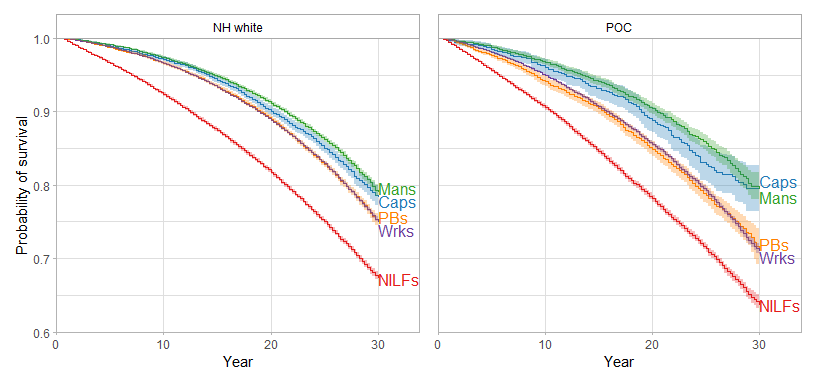 NH white
POC
Probability of survival
1.0
0.9
0.8
0.7
0.6
Mans
Caps
PBs
Wrks
NILFs
Caps
Mans
PBs
Wrks
NILFs
0 10 20 30
0 10 20 30
Year
Year